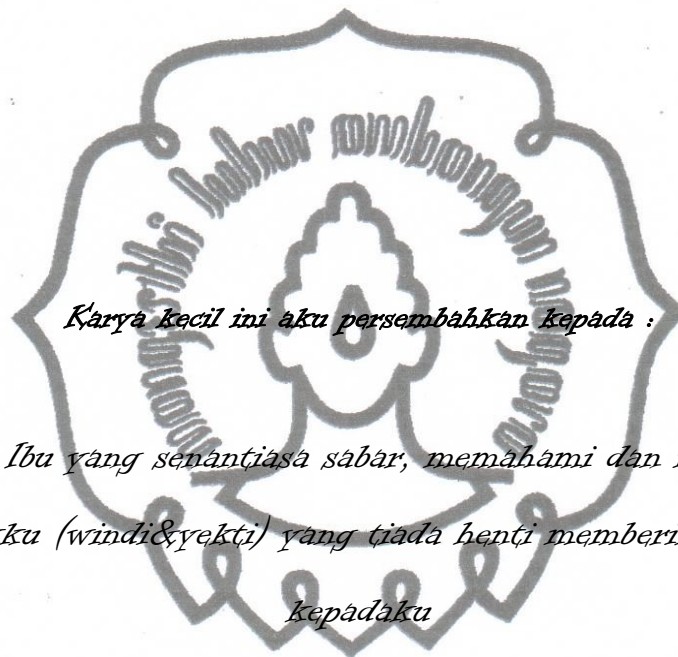 Karya kecil ini aku persembahkan kepada :
Ibu yang senantiasa sabar, memahami dan
ku (windi&yekti) yang tiada henti memberi
kepadaku